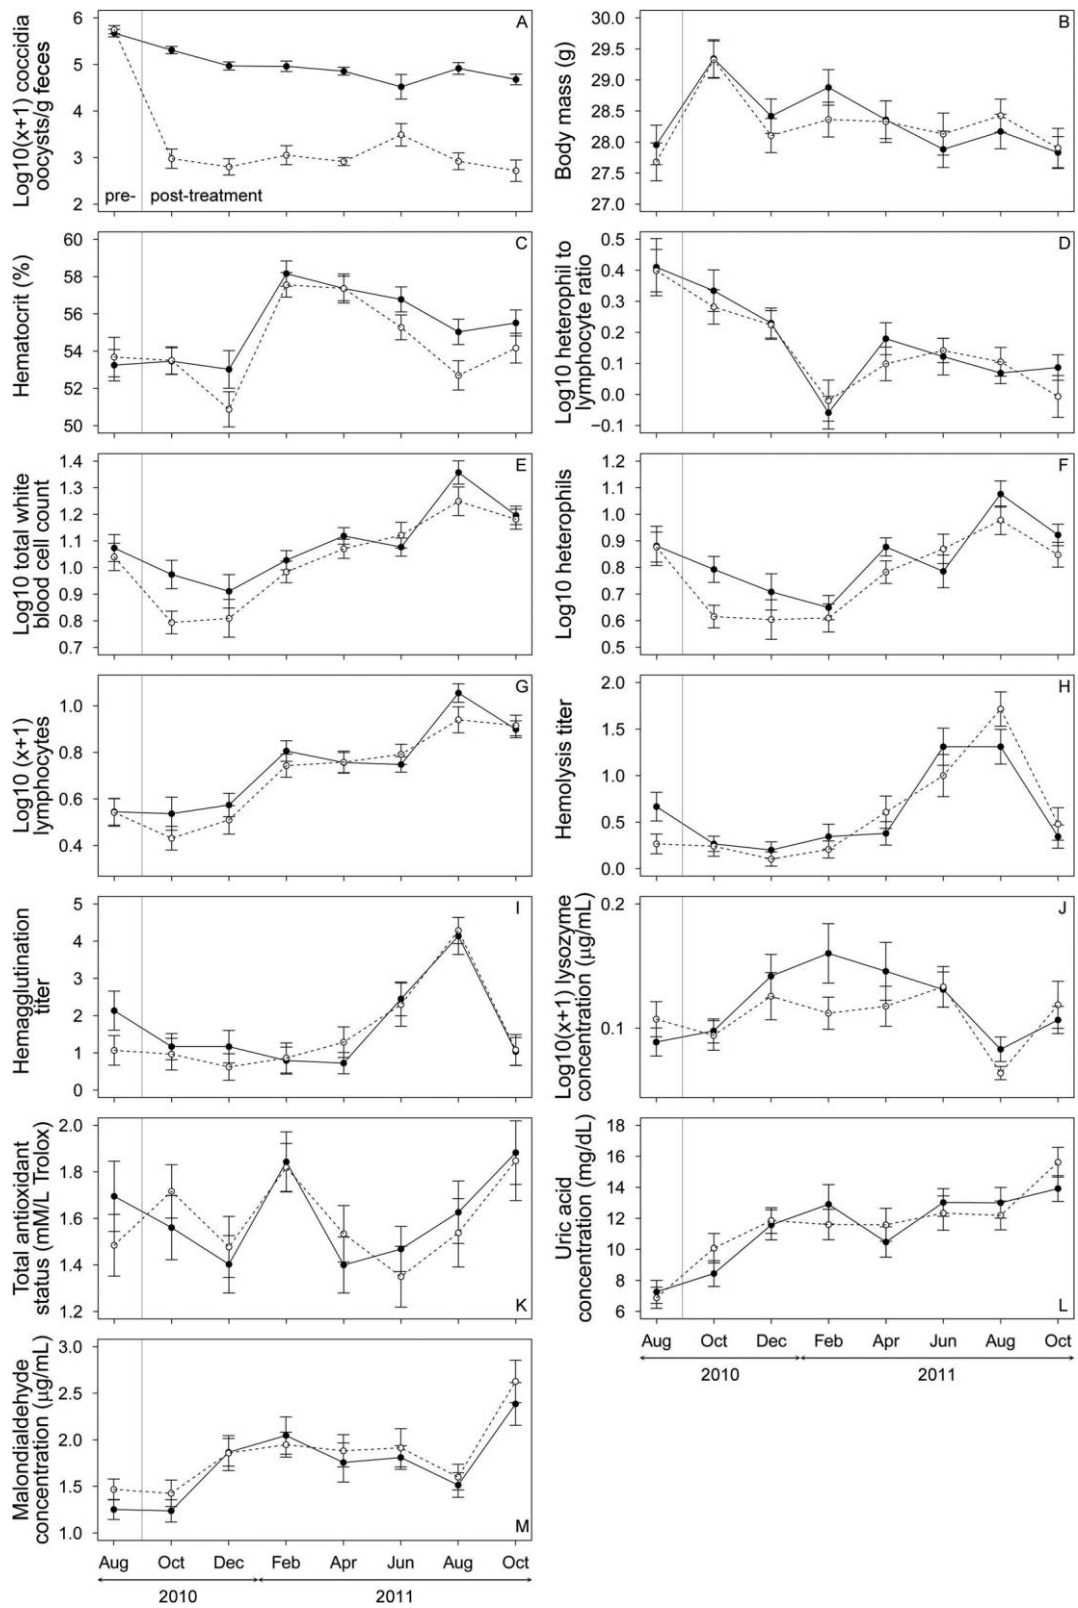 Log10(x+1) coccidia
oocysts/g feces
6
5
4
3
2
A
pre-
post-treatment
Body mass (g)
30.0
29.5
29.0
28.5
28.0
27.5
27.0
B
Hematocrit (%)
60
58
56
54
52
50
C
Log10 heterophil to
lymphocyte ratio
0.5
0.4
0.3
0.2
0.1
0.0
−0.1
D
Log10 total white
blood cell count
1.4
1.3
1.2
1.1
1.0
0.9
0.8
0.7
E
Log10 heterophils
1.2
1.1
1.0
0.9
0.8
0.7
0.6
0.5
F
Log10 (x+1)
lymphocytes
1.0
0.8
0.6
0.4
G
Hemolysis titer
2.0
1.5
1.0
0.5
0.0
H
Hemagglutination
titer
5
4
3
2
1
0
I
Log10(x+1) lysozyme
concentration (µg/mL)
0.2
0.1
J
Total antioxidant
status (mM/L Trolox)
2.0
1.8
1.6
1.4
1.2
K
Uric acid
concentration (mg/dL)
18
16
14
12
10
8
6
L
Aug Oct Dec Feb Apr Jun Aug Oct
2010 2011
Malondialdehyde
concentration (µg/mL)
3.0
2.5
2.0
1.5
1.0
M
Aug Oct Dec Feb Apr Jun Aug Oct
2010 2011